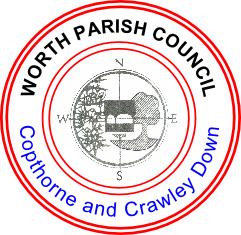 WORTH PARISH COUNCIL
N
W E
S
Copthorne and Crawley Down